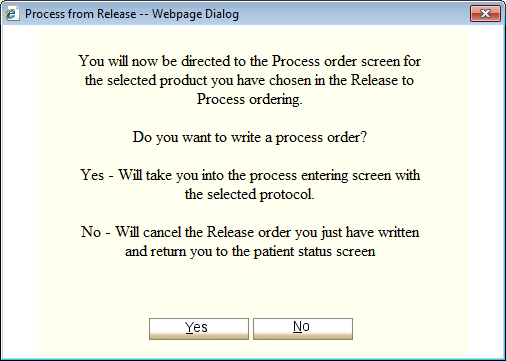 Process from Release -- Webpage Dialog
You will now be directed to the Process order screen for
the selected product you have chosen in the Release to
Process ordering.
Do you want to write a process order?
Yes - Will take you into the process entering screen with
the selected protocol.
No - Will cancel the Release order you just have written
and return you to the patient status screen
Yes No